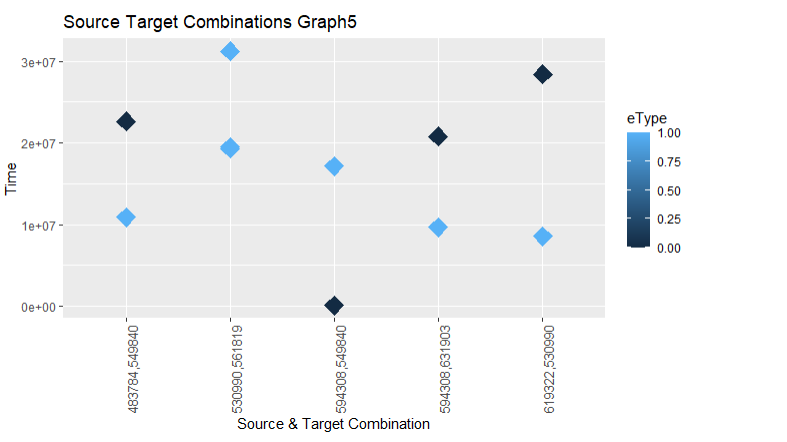 Source Target Combinations Graph5
3e+07
2e+07
1e+07
0e+00
Time
483784,549840
530990,561819
594308,549840
594308,631903
619322,530990
Source & Target Combination
eType
1.00
0.75
0.50
0.25
0.00